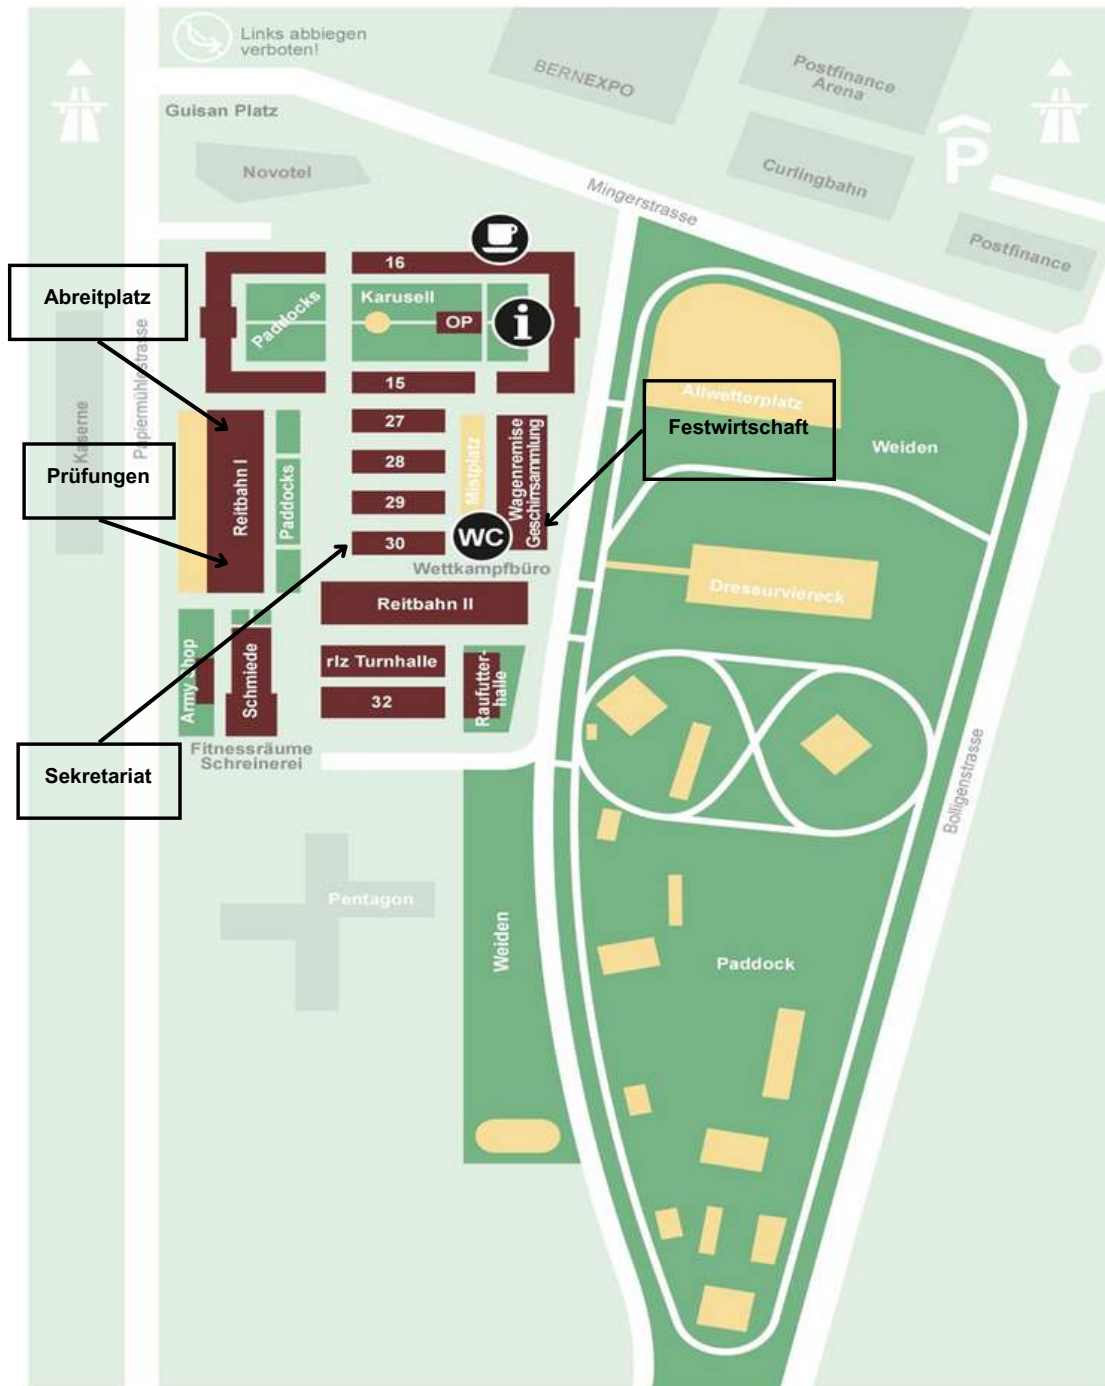 Links abbiegen
verboten!
BERNEXPO
Postfinance
Arena
Guisan Platz
Novotel
Curlingbahn
P
Mingerstrasse
Postfinance
16
Abreitplatz
Paddocks
Karusell
OP
i
Papiermühlestrasse
Kaserne
15
Allwetterplatz
27
Festwirtschaft
Weiden
Prüfungen
Reitbahn I
Paddocks
28
Mistplatz
Wagenremise
Geschirrsammlung
29
30
WC
Wettkampfbüro
Dressurviereck
Reitbahn II
Army Shop
Schmiede
rlz Turnhalle
Raufutter-
halle
32
Fitnessräume
Schreinerei
Sekretariat
Bolligenstrasse
Pentagon
Weiden
Paddock